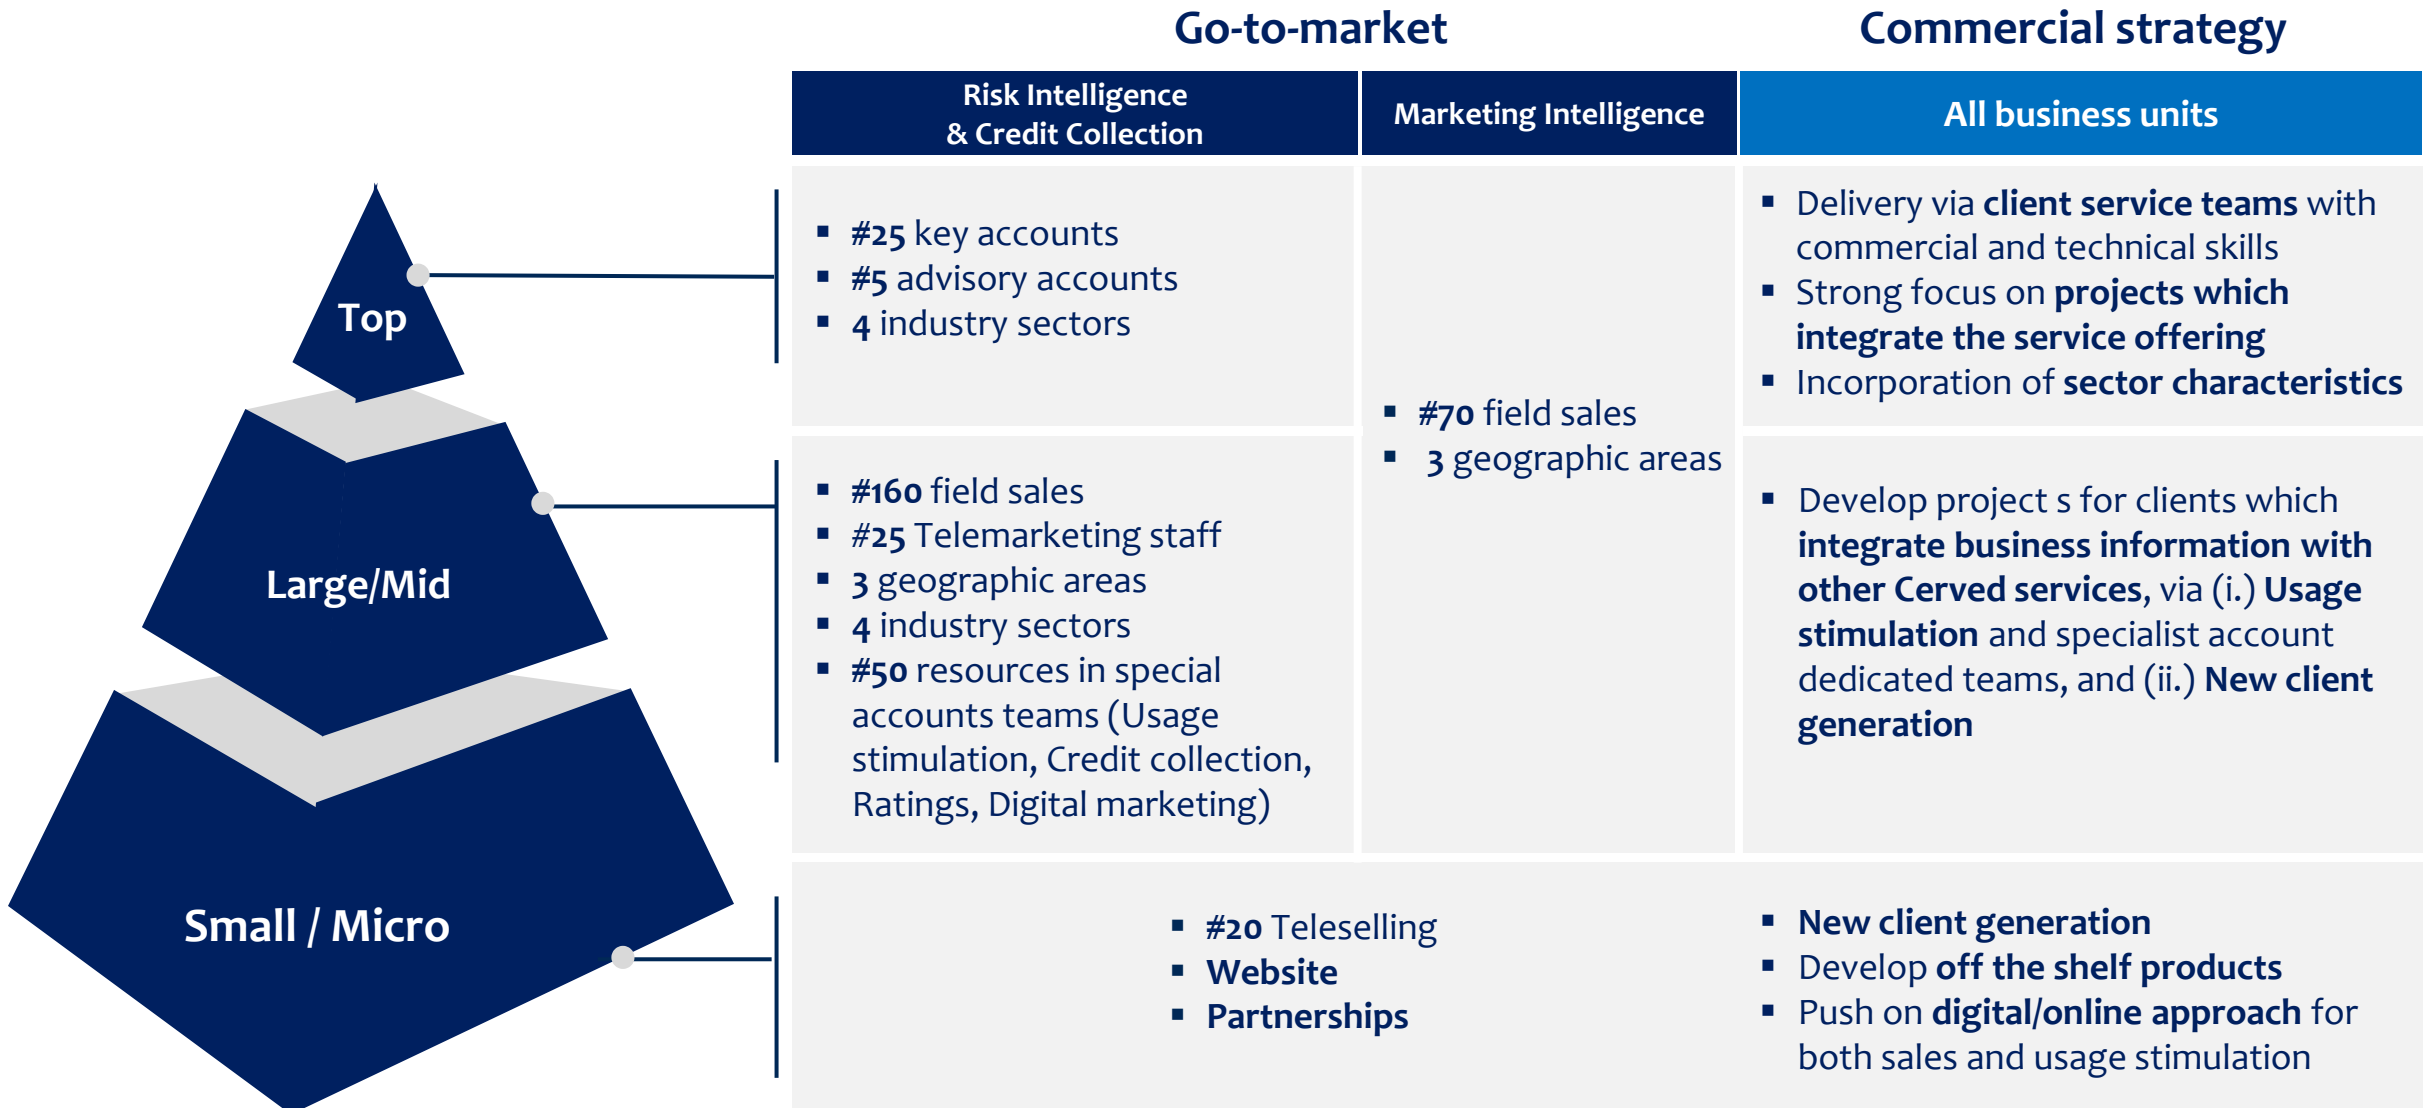 Go-to-market
Commercial strategy
Risk Intelligence
& Credit Collection
Marketing Intelligence
All business units
Top
▪ #25 key accounts
▪ #5 advisory accounts
▪ 4 industry sectors
▪ Delivery via client service teams with
commercial and technical skills
▪ Strong focus on projects which
integrate the service offering
▪ Incorporation of sector characteristics
▪ #70 field sales
▪ 3 geographic areas
Large/Mid
▪ #160 field sales
▪ #25 Telemarketing staff
▪ 3 geographic areas
▪ 4 industry sectors
▪ #50 resources in special
accounts teams (Usage
stimulation, Credit collection,
Ratings, Digital marketing)
▪ Develop project s for clients which
integrate business information with
other Cerved services, via (i.) Usage
stimulation and specialist account
dedicated teams, and (ii.) New client
generation
Small / Micro
▪ #20 Teleselling
▪ Website
▪ Partnerships
▪ New client generation
▪ Develop off the shelf products
▪ Push on digital/online approach for
both sales and usage stimulation